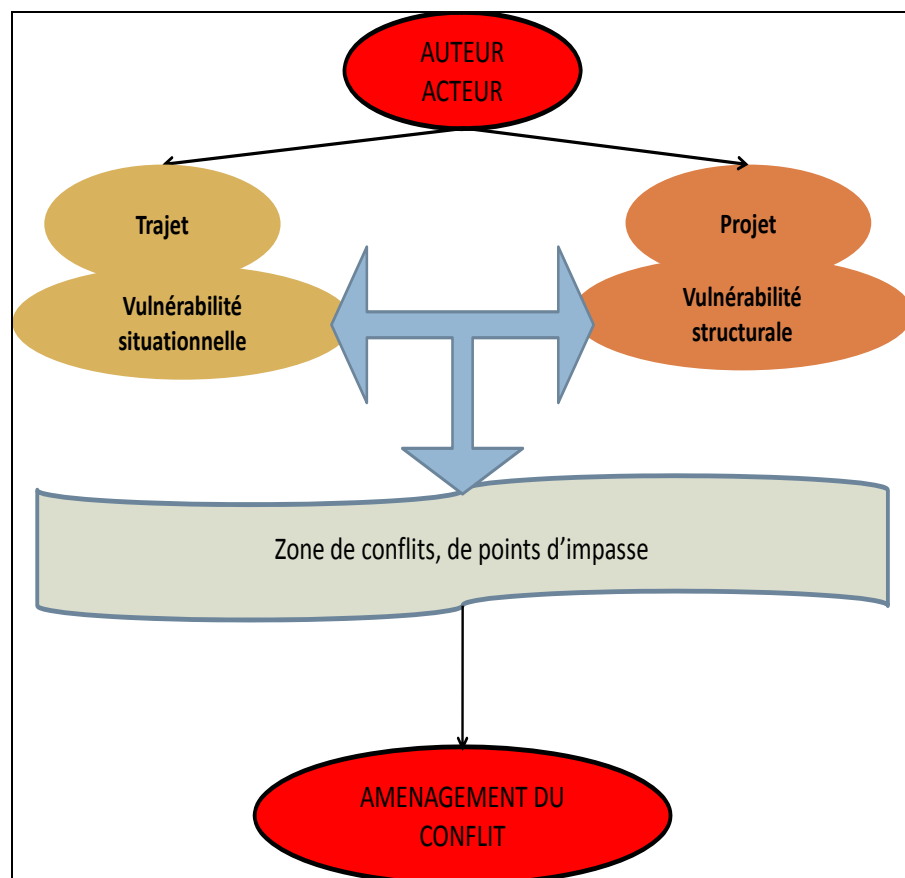 AUTEUR
ACTEUR
Trajet
Projet
Vulnérabilité
situationnelle
Vulnérabilité
structurale
Zone de conflits, de points d’impasse
AMENAGEMENT DU
CONFLIT